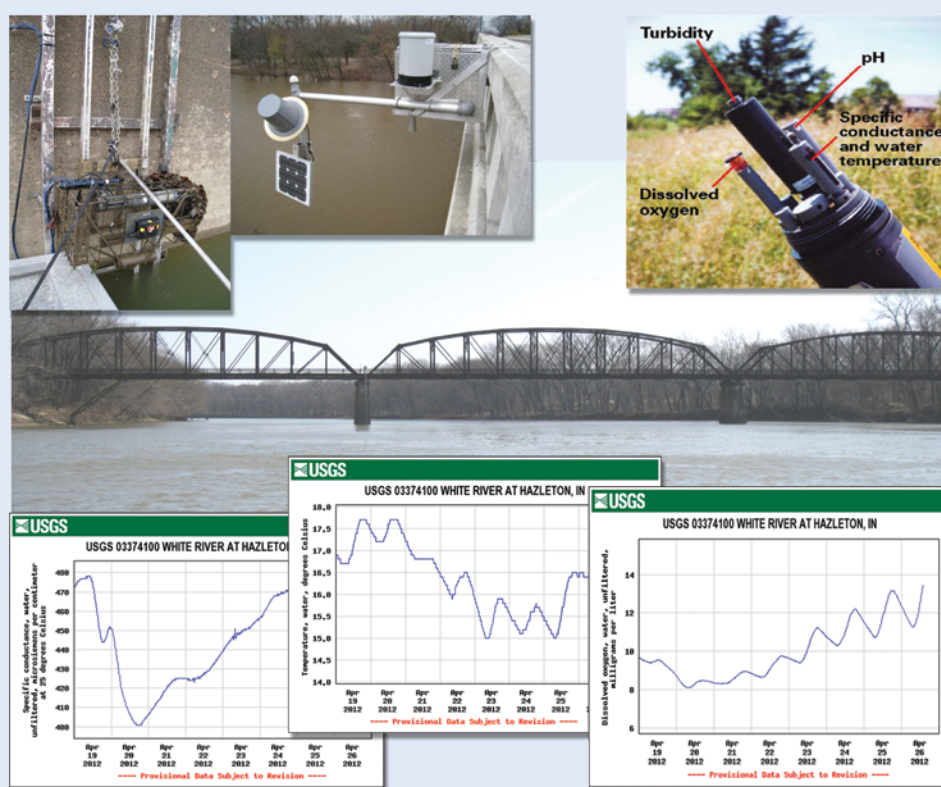 Turbidity
pH
Specific
conductance
and water
temperature
Dissolved
oxygen
USGS
USGS 03374100 WHITE RIVER AT HAZLETON, IN
Temperature, water, degrees Celsius
18.0
17.5
17.0
16.5
16.0
15.5
15.0
14.5
14.0
Apr
19
2012
Apr
20
2012
Apr
21
2012
Apr
22
2012
Apr
23
2012
Apr
24
2012
Apr
25
2012
---- Provisional Data Subject to Revision ----
USGS
USGS 03374100 WHITE RIVER AT HAZLETON
Specific conductance, water,
unfiltered, microsiemens per centimeter
at 25 degrees Celsius
480
470
460
450
440
430
420
410
400
Apr
19
2012
Apr
20
2012
Apr
21
2012
Apr
22
2012
Apr
23
2012
Apr
24
2012
Apr
25
2012
Apr
26
2012
---- Provisional Data Subject to Revision ----
USGS
USGS 03374100 WHITE RIVER AT HAZLETON, IN
Dissolved oxygen, water, unfiltered,
milligrams per liter
14
12
10
8
6
Apr
19
2012
Apr
20
2012
Apr
21
2012
Apr
22
2012
Apr
23
2012
Apr
24
2012
Apr
25
2012
Apr
26
2012
---- Provisional Data Subject to Revision ----